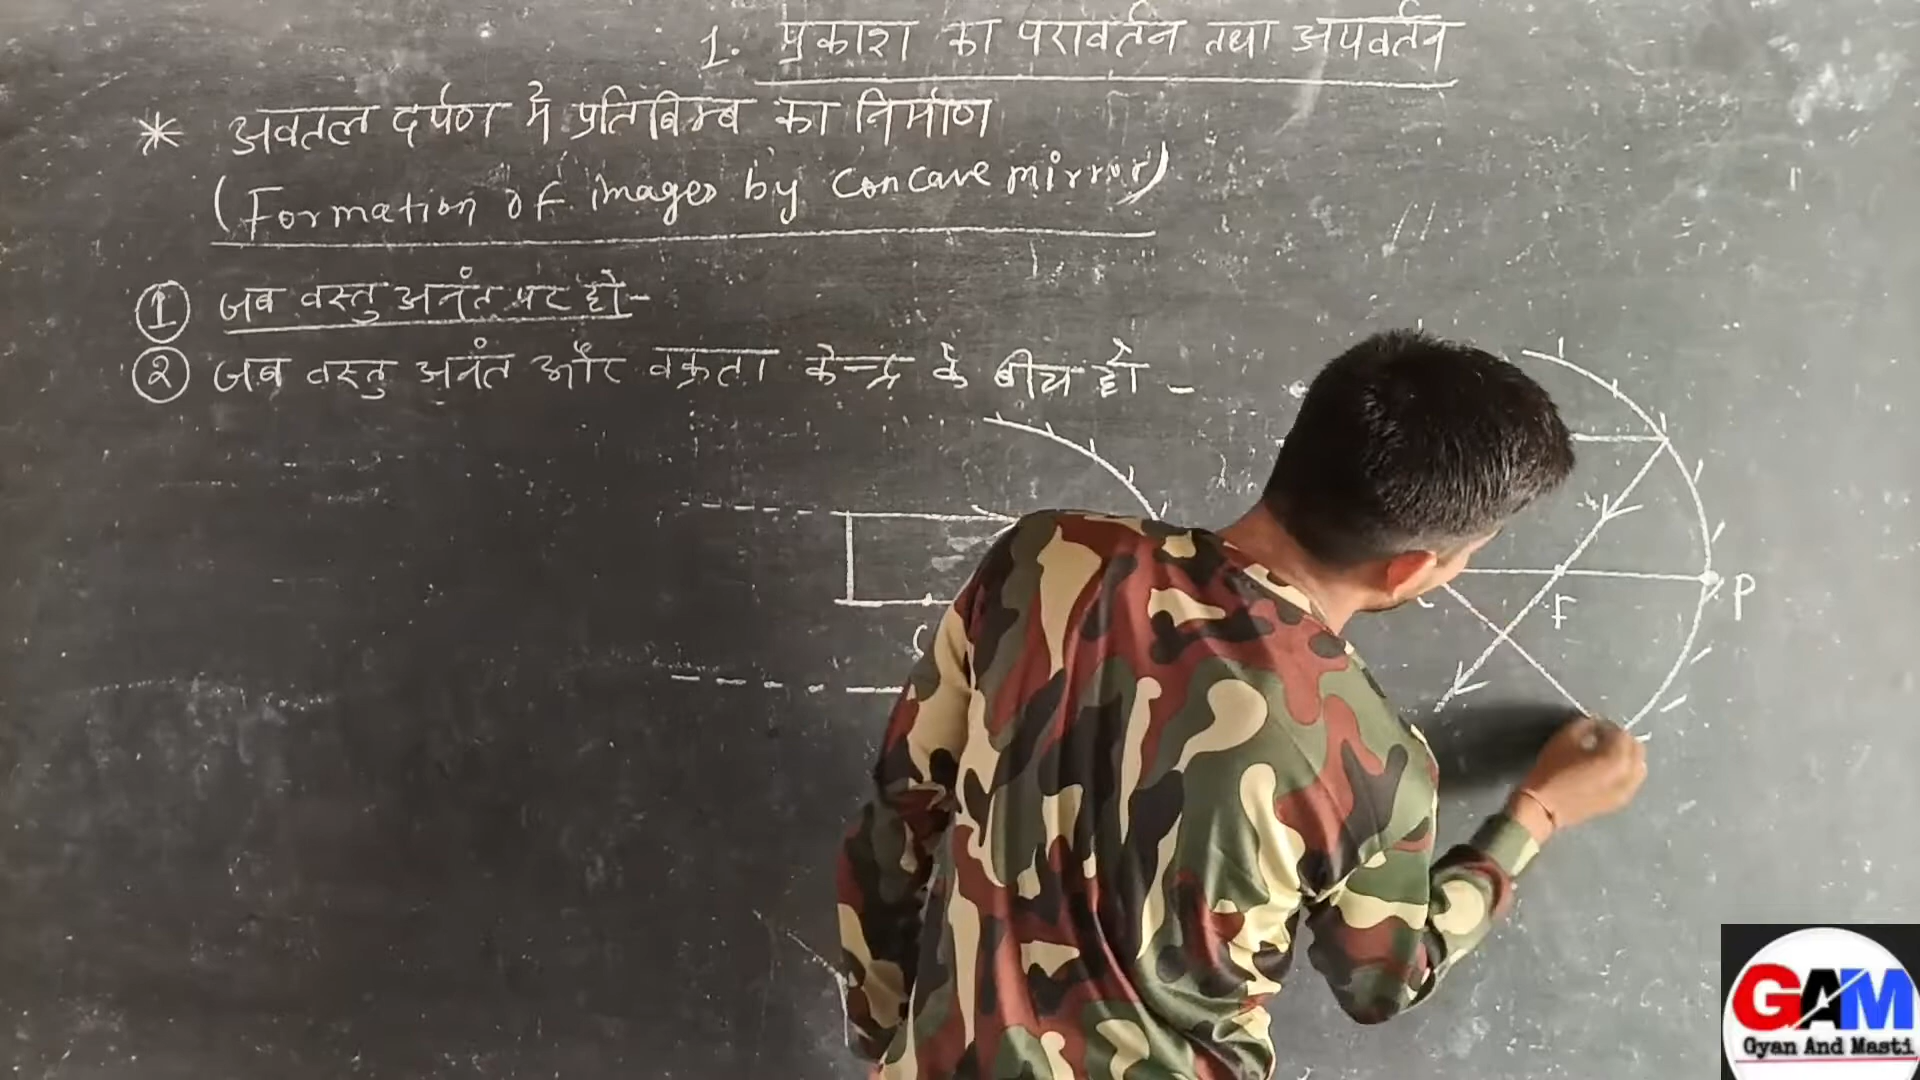 1. प्रकाश का परावर्तन तथा अपवर्तन
* अवतल दर्पण में प्रतिबिम्ब का निर्माण
(Formation of images by concave mirror)
① जब वस्तु अनंत पर हो-
② जब वस्तु अनंत और वक्रता केन्द्र के बीच हो -
P
F
C
GAM
Gyan And Masti